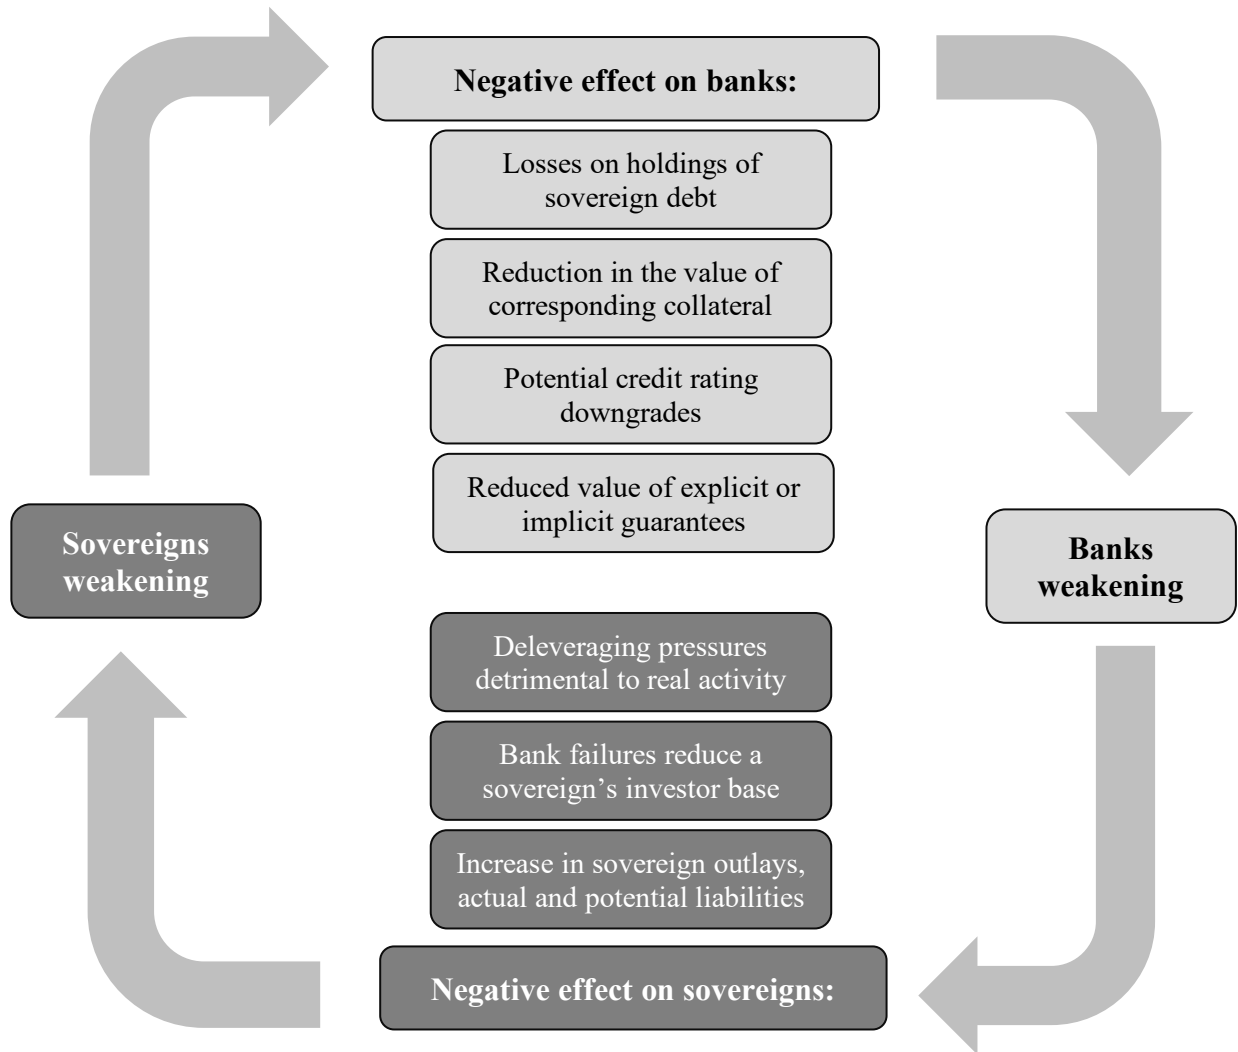 Negative effect on banks:
Losses on holdings of
sovereign debt
Reduction in the value of
corresponding collateral
Potential credit rating
downgrades
Reduced value of explicit or
implicit guarantees
Sovereigns
weakening
Banks
weakening
Deleveraging pressures
detrimental to real activity
Bank failures reduce a
sovereign’s investor base
Increase in sovereign outlays,
actual and potential liabilities
Negative effect on sovereigns: